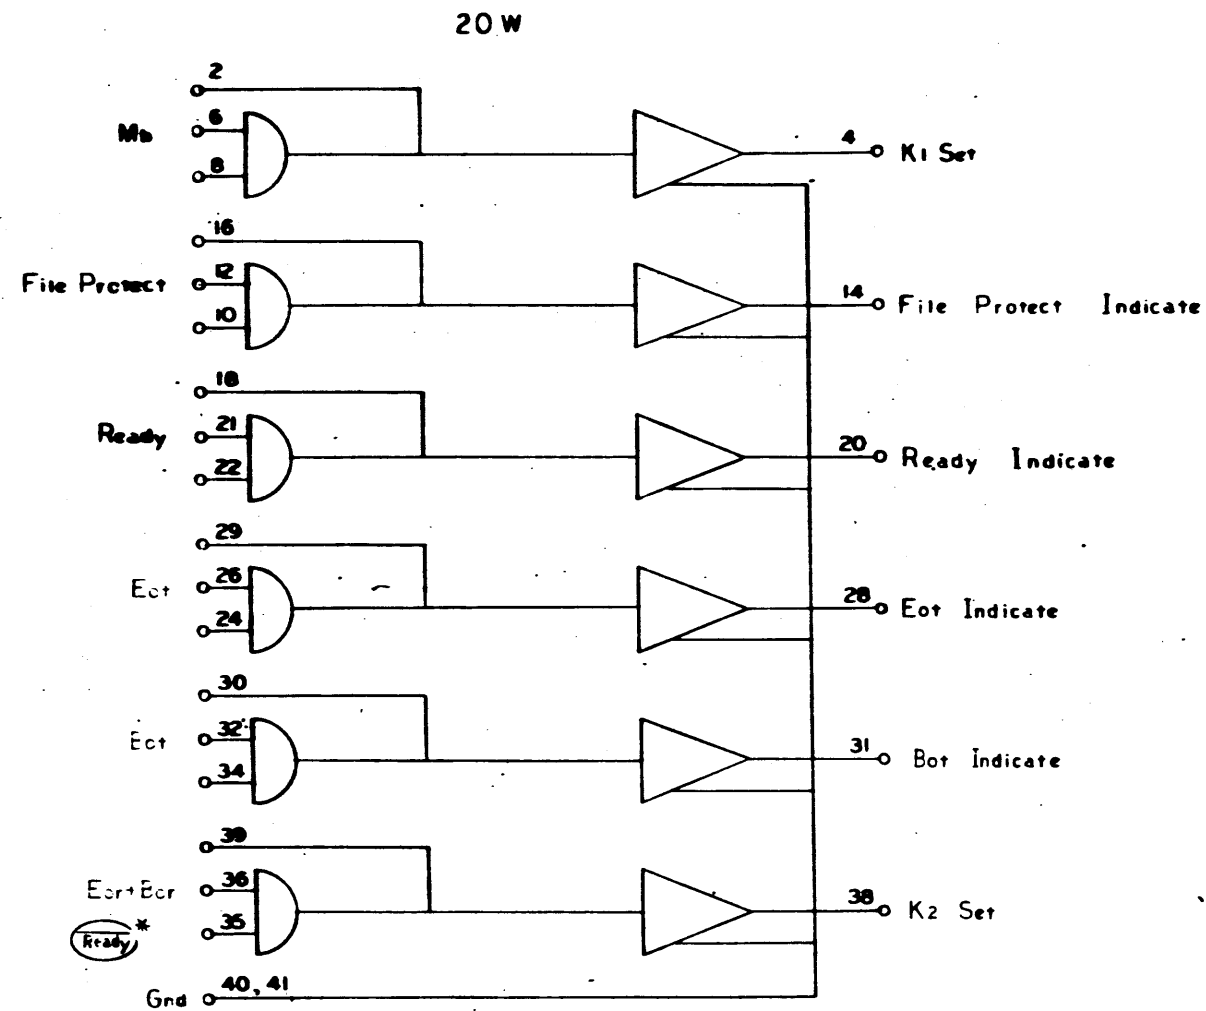 20 W
2
Mb 6
8
4 K1 Set
16
File Protect 12
10
14 File Protect Indicate
18
Ready 21
22
20 Ready Indicate
29
Eot 26
24
28 Eot Indicate
30
Eot 32
34
31 Bot Indicate
39
Eor+Bor 36
Ready * 35
38 K2 Set
Gnd 40, 41